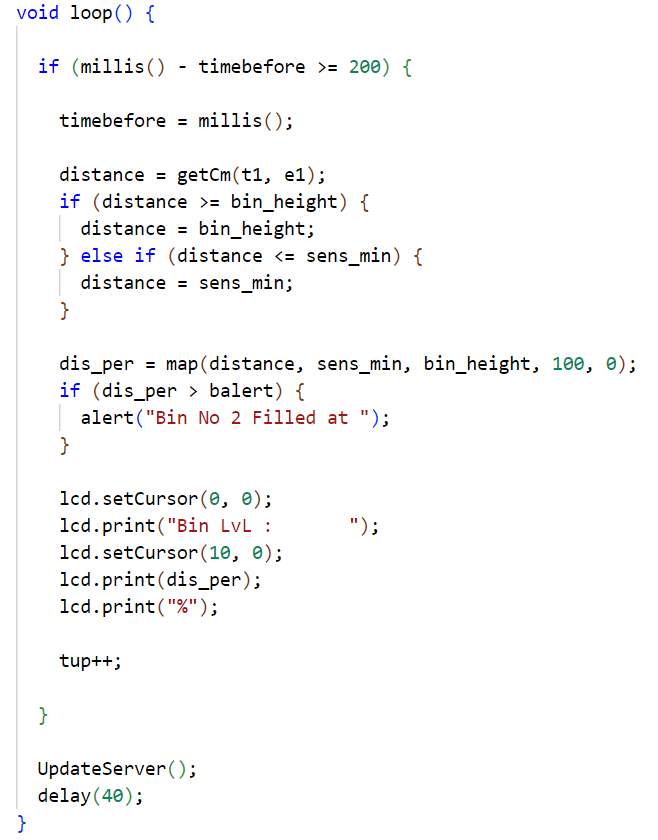 void loop() {
if (millis() - timebefore >= 200) {
timebefore = millis();
distance = getCm(t1, e1);
if (distance >= bin_height) {
distance = bin_height;
} else if (distance <= sens_min) {
distance = sens_min;
}
dis_per = map(distance, sens_min, bin_height, 100, 0);
if (dis_per > balert) {
alert("Bin No 2 Filled at ");
}
lcd.setCursor(0, 0);
lcd.print("Bin LvL :       ");
lcd.setCursor(10, 0);
lcd.print(dis_per);
lcd.print("%");
tup++;
}
UpdateServer();
delay(40);
}